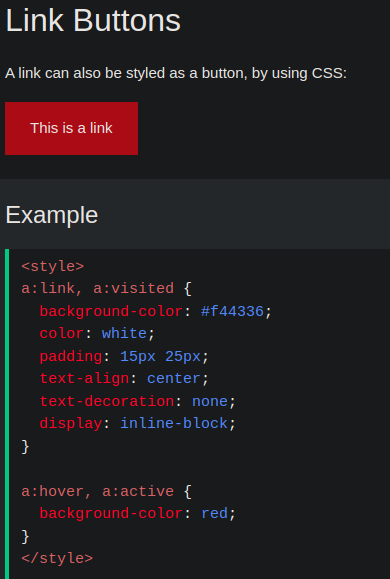 Link Buttons
A link can also be styled as a button, by using CSS:
This is a link
Example
<style>
a:link, a:visited {
  background-color: #f44336;
  color: white;
  padding: 15px 25px;
  text-align: center;
  text-decoration: none;
  display: inline-block;
}

a:hover, a:active {
  background-color: red;
}
</style>